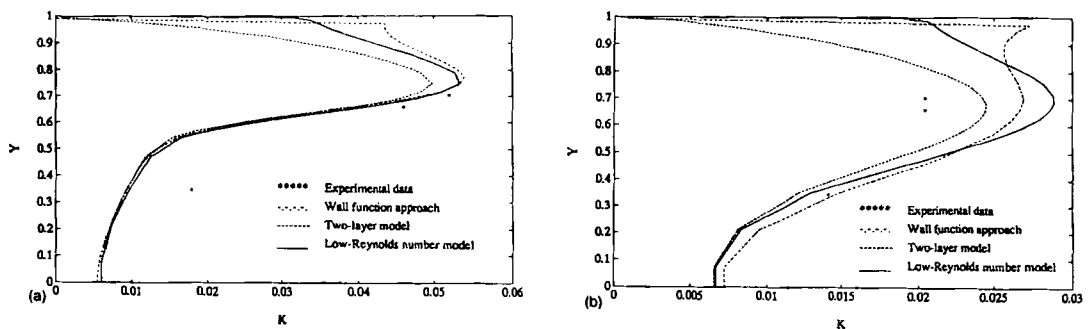 1
0.9
0.8
0.7
0.6
0.5
0.4
0.3
0.2
0.1
0
Y
Experimental data
Wall function approach
Two-layer model
Low-Reynolds number model
(a)
0
0.01
0.02
0.03
0.04
0.05
0.06
K
1
0.9
0.8
0.7
0.6
0.5
0.4
0.3
0.2
0.1
0
Y
Experimental data
Wall function approach
Two-layer model
Low-Reynolds number model
(b)
0
0.005
0.01
0.015
0.02
0.025
0.03
K